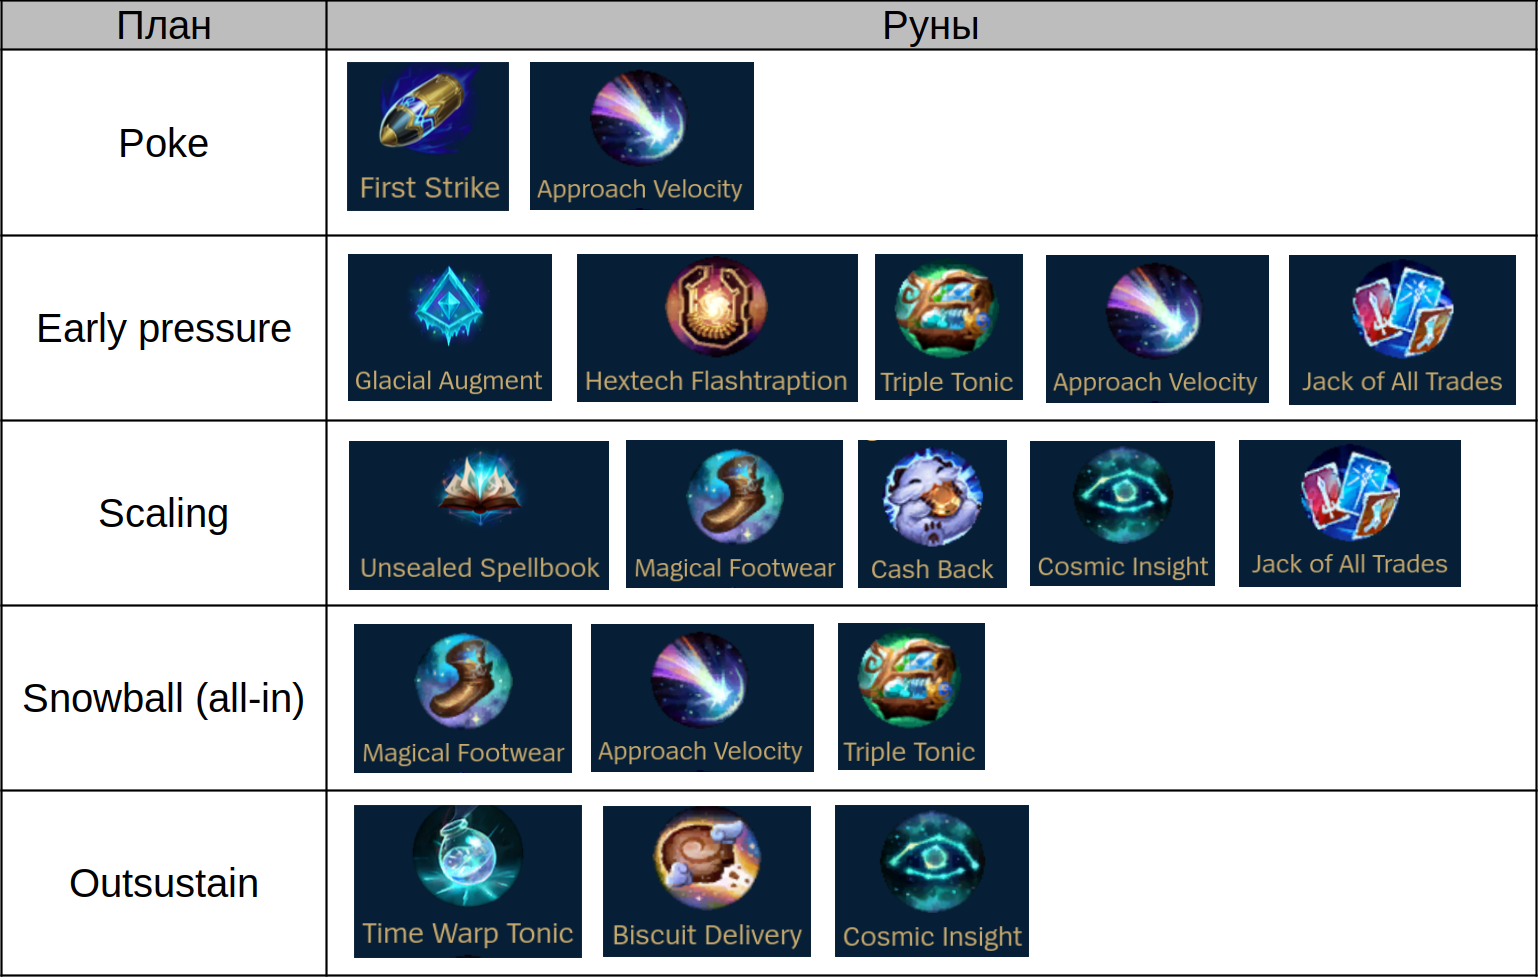 План
Руны
Poke
First Strike
Approach Velocity
Early pressure
Glacial Augment
Hextech Flashtraption
Triple Tonic
Approach Velocity
Jack of All Trades
Scaling
Unsealed Spellbook
Magical Footwear
Cash Back
Cosmic Insight
Jack of All Trades
Snowball (all-in)
Magical Footwear
Approach Velocity
Triple Tonic
Outsustain
Time Warp Tonic
Biscuit Delivery
Cosmic Insight